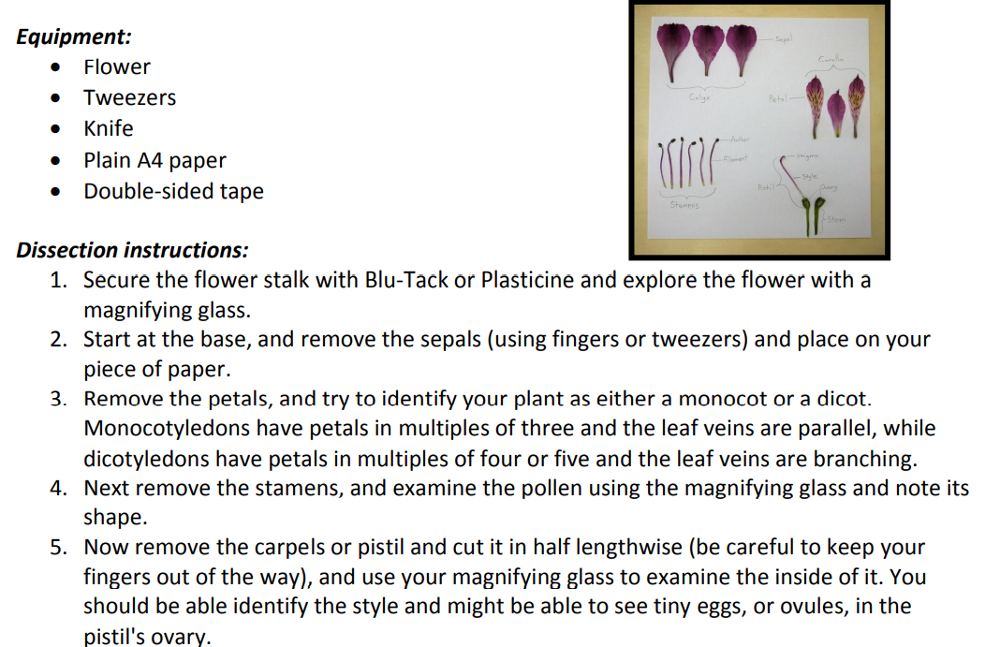 Equipment:
• Flower
• Tweezers
• Knife
• Plain A4 paper
• Double-sided tape
Sepal
Corolla
Calyx
Petal
Anther
Filament
Stigma
Style
Pistil
Ovary
Stamens
Stem
Dissection instructions:
1. Secure the flower stalk with Blu-Tack or Plasticine and explore the flower with a
magnifying glass.
2. Start at the base, and remove the sepals (using fingers or tweezers) and place on your
piece of paper.
3. Remove the petals, and try to identify your plant as either a monocot or a dicot.
Monocotyledons have petals in multiples of three and the leaf veins are parallel, while
dicotyledons have petals in multiples of four or five and the leaf veins are branching.
4. Next remove the stamens, and examine the pollen using the magnifying glass and note its
shape.
5. Now remove the carpels or pistil and cut it in half lengthwise (be careful to keep your
fingers out of the way), and use your magnifying glass to examine the inside of it. You
should be able identify the style and might be able to see tiny eggs, or ovules, in the
pistil's ovary.